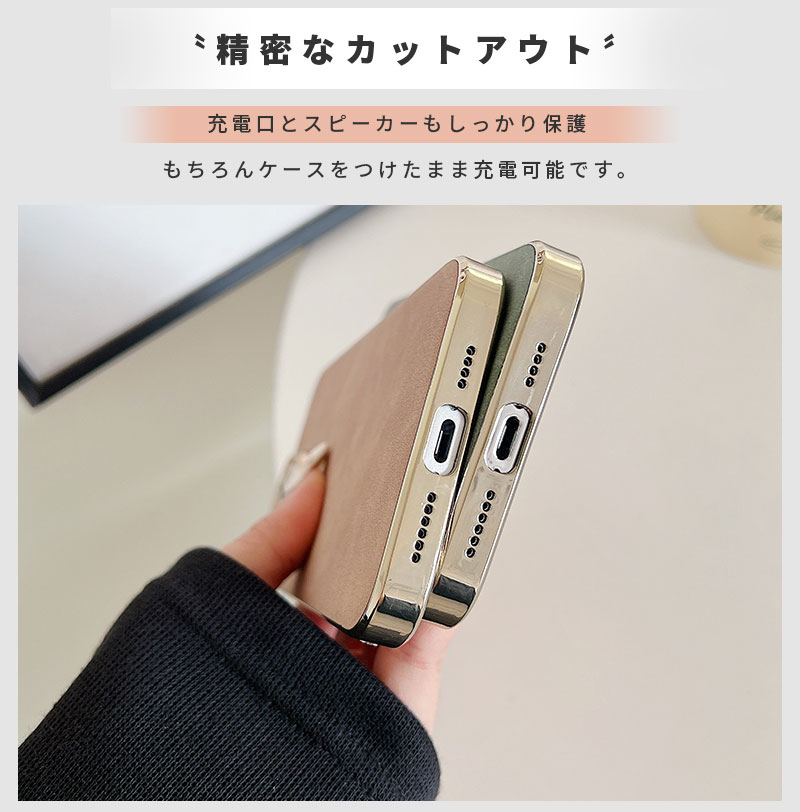 〝精密なカットアウト〞
充電口とスピーカーもしっかり保護
もちろんケースをつけたまま充電可能です。